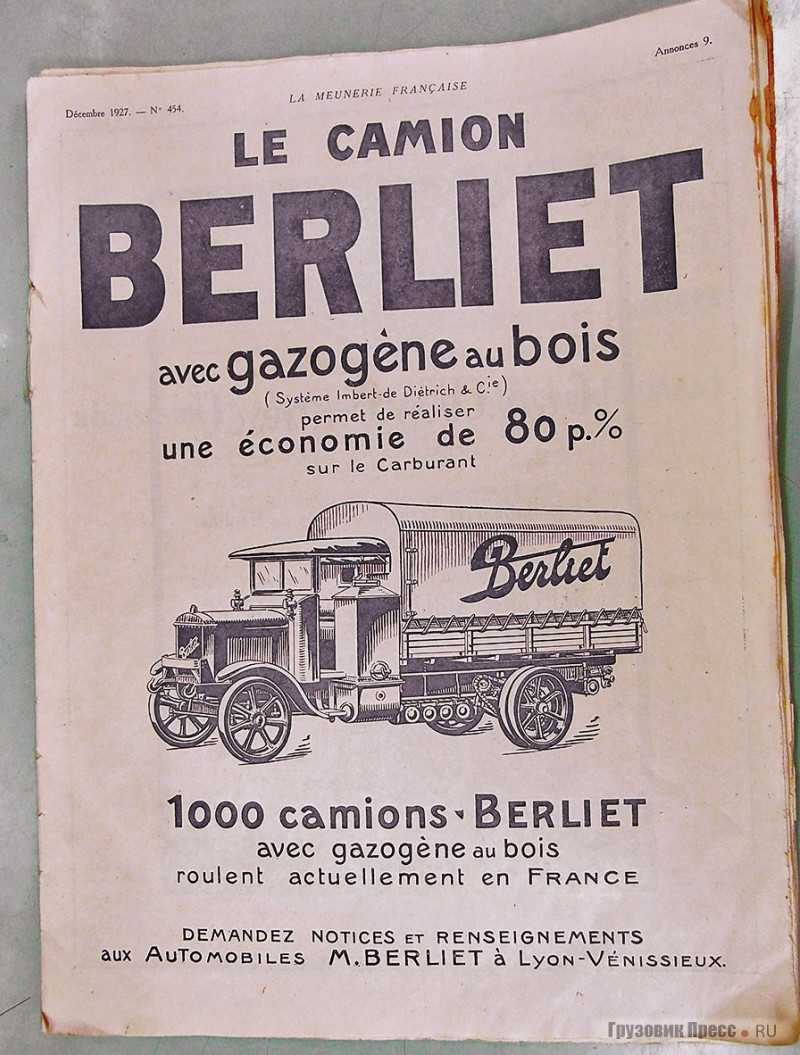 Décembre 1927. — N° 454.
LA MEUNERIE FRANÇAISE
Annonces 9.
LE CAMION
BERLIET
avec gazogène au bois
( Système Imbert-de Diétrich & Cie )
permet de réaliser
une économie de 80 p.%
sur le Carburant
Berliet
Berliet
1000 camions - BERLIET
avec gazogène au bois
roulent actuellement en FRANCE
DEMANDEZ NOTICES ET RENSEIGNEMENTS
aux AUTOMOBILES M. BERLIET à LYON-VÉNISSIEUX.
Грузовик Пресс • RU